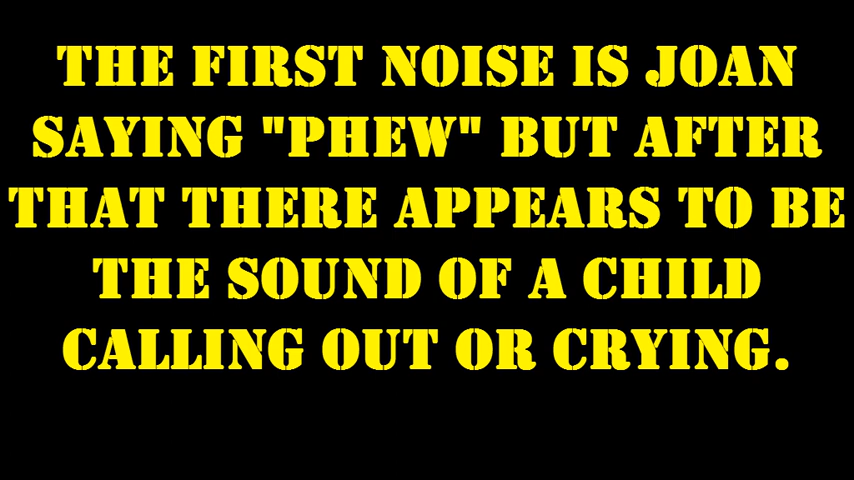 THE FIRST NOISE IS JOAN
SAYING "PHEW" BUT AFTER
THAT THERE APPEARS TO BE
THE SOUND OF A CHILD
CALLING OUT OR CRYING.